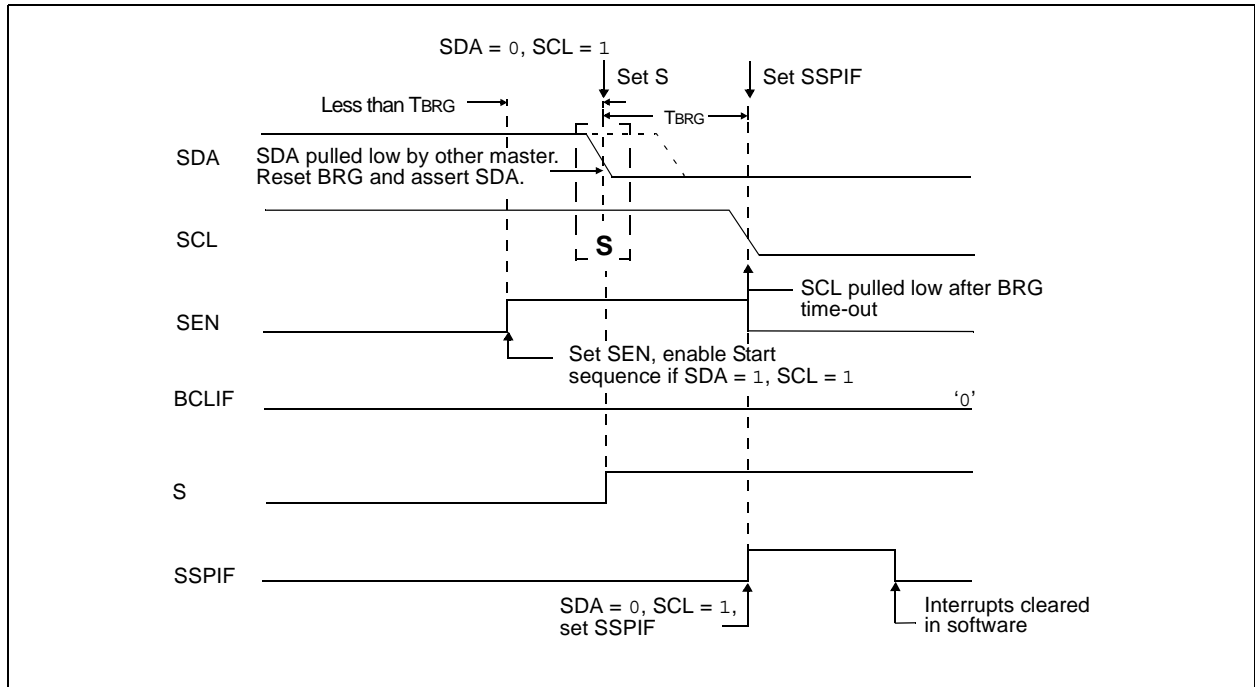 SDA = 0, SCL = 1
Set S
Set SSPIF
Less than TBRG
TBRG
SDA
SDA pulled low by other master.
Reset BRG and assert SDA.
SCL
S
SCL pulled low after BRG
time-out
SEN
Set SEN, enable Start
sequence if SDA = 1, SCL = 1
BCLIF
‘0’
S
SSPIF
SDA = 0, SCL = 1,
set SSPIF
Interrupts cleared
in software